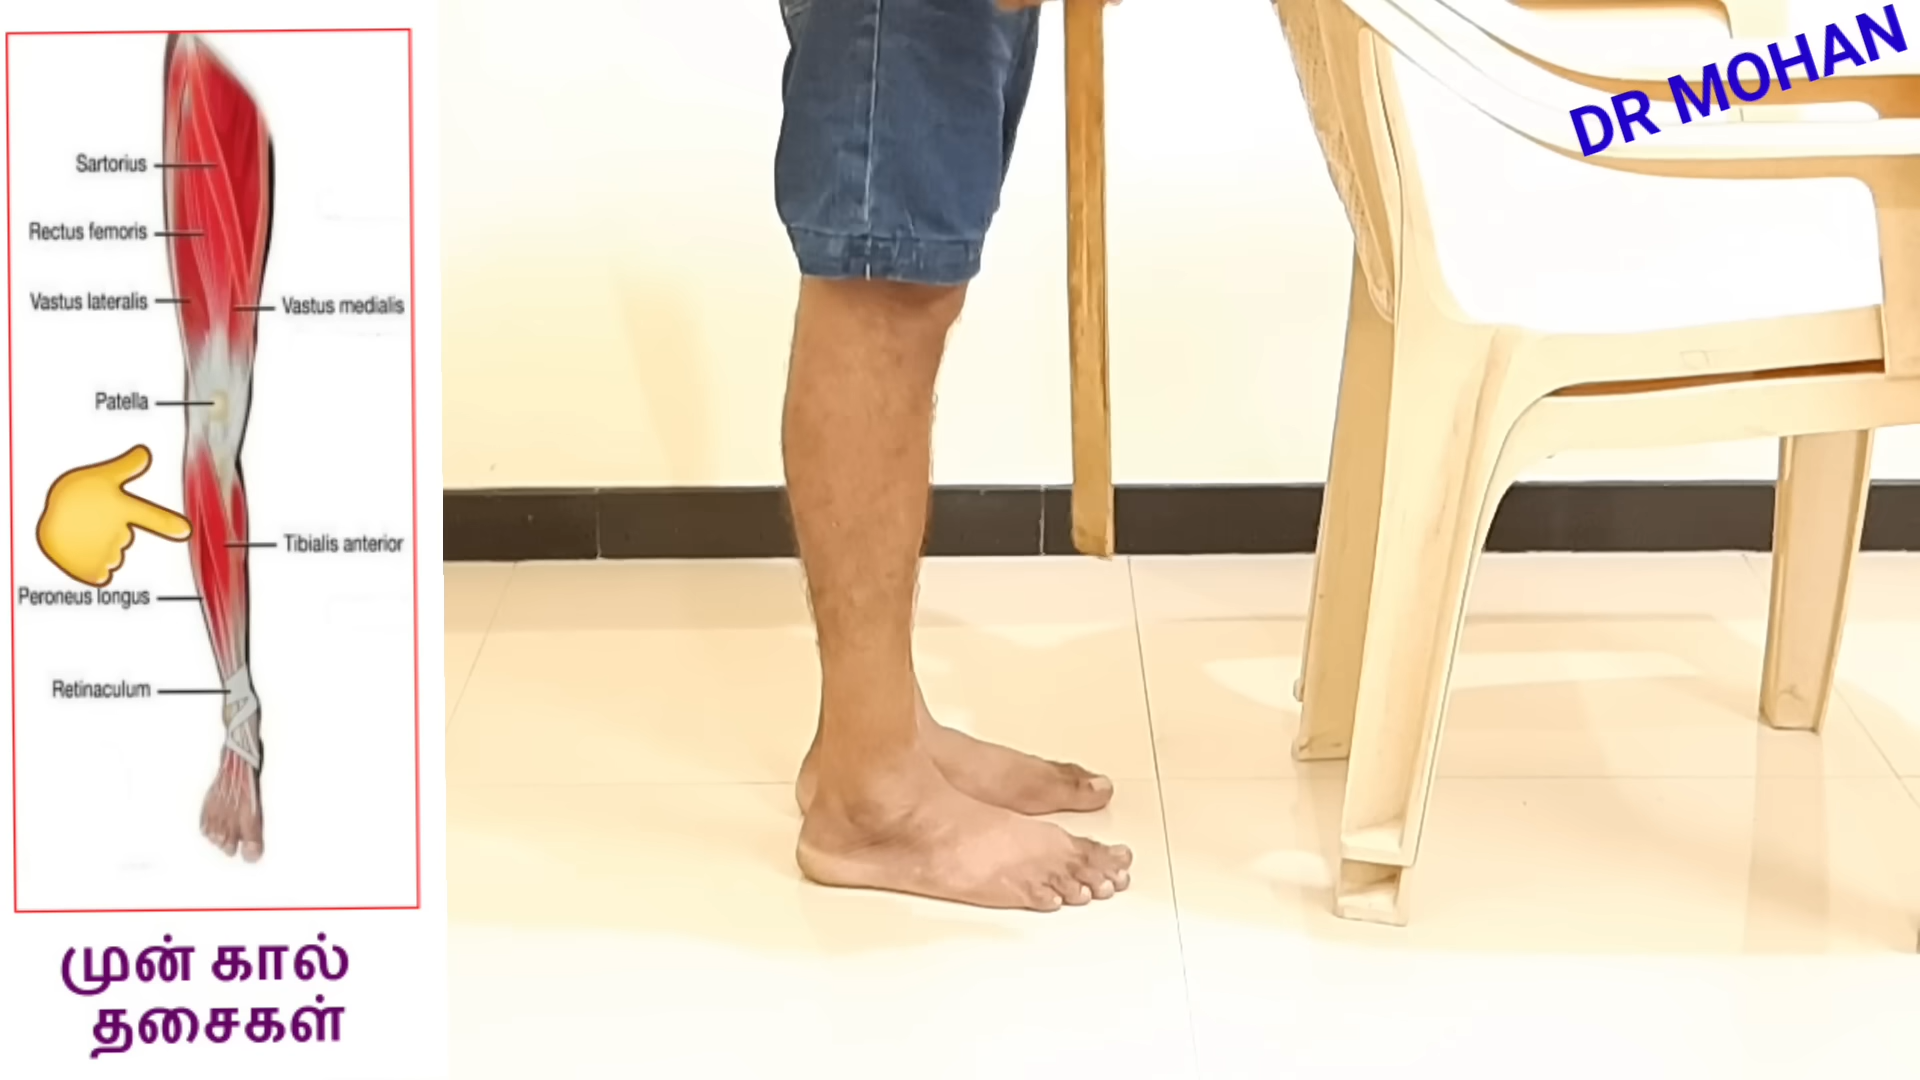 DR MOHAN
Sartorius
Rectus femoris
Vastus lateralis
Vastus medialis
Patella
Tibialis anterior
Peroneus longus
Retinaculum
முன் கால்
தசைகள்